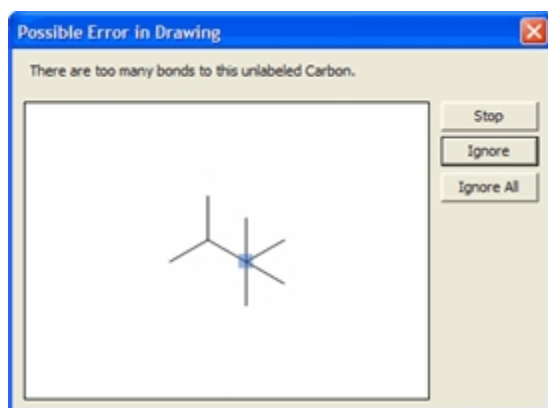 Possible Error in Drawing
There are too many bonds to this unlabeled Carbon.
Stop
Ignore
Ignore All